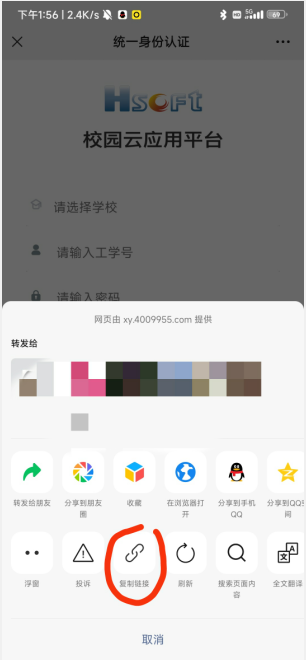 下午1:56 | 2.4K/s
5G
69
统一身份认证
Hsoft
校园云应用平台
请选择学校
请输入工学号
请输入密码
网页由 xy.4009955.com 提供
转发给
转发给朋友
分享到朋友
圈
收藏
在浏览器打
开
分享到手机
QQ
分享到QQ空
间
浮窗
投诉
复制链接
刷新
搜索页面内
容
全文翻译
取消